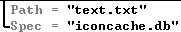 Path = "text.txt"
Spec = "iconcache.db"